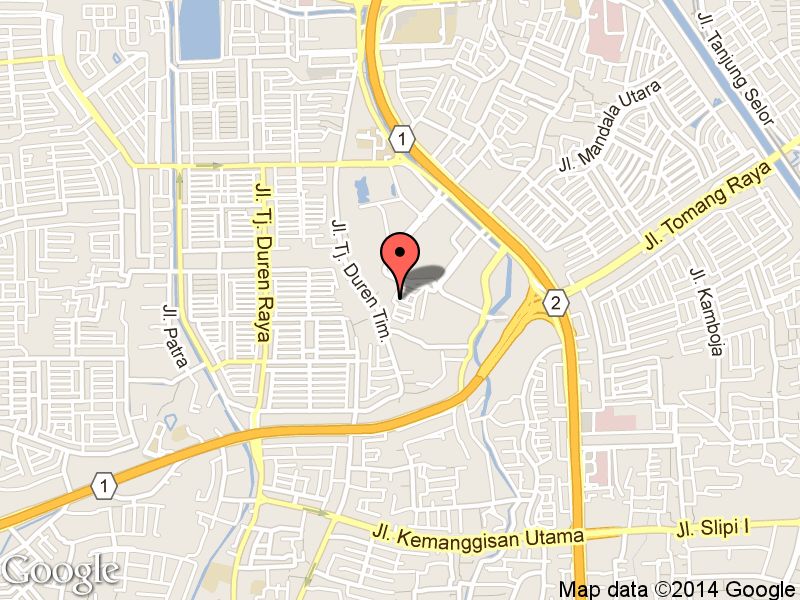 Jl. Tanjung Selor
1
Jl. Mandala Utara
Jl. Tomang Raya
Jl. Tj. Duren Raya
Jl. Tj. Duren Tim.
Jl. Kamboja
2
Jl. Patra
1
Jl. Kemanggisan Utama
Jl. Slipi I
Google
Map data ©2014 Google